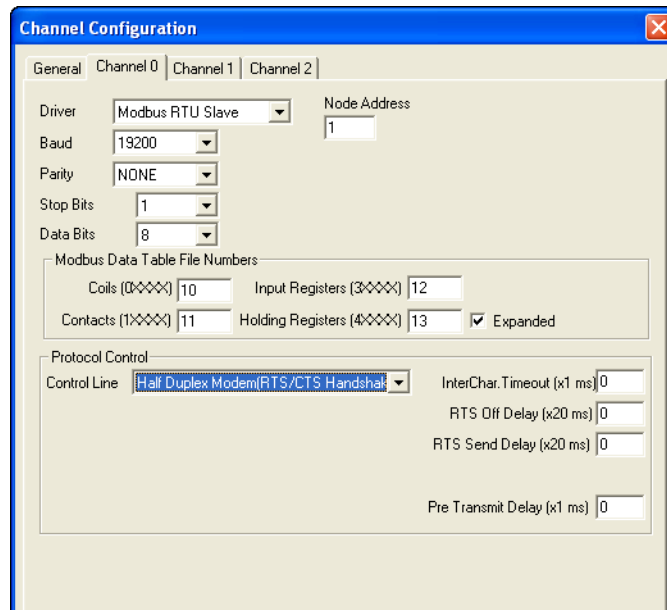 Channel Configuration
General Channel 0 Channel 1 Channel 2
Driver Modbus RTU Slave Node Address
1
Baud 19200
Parity NONE
Stop Bits 1
Data Bits 8
Modbus Data Table File Numbers
Coils (0XXXX) 10 Input Registers (3XXXX) 12
Contacts (1XXXX) 11 Holding Registers (4XXXX) 13 Expanded
Protocol Control
Control Line Half Duplex Modem(RTS/CTS Handshak InterChar.Timeout (x1 ms) 0
RTS Off Delay (x20 ms) 0
RTS Send Delay (x20 ms) 0
Pre Transmit Delay (x1 ms) 0